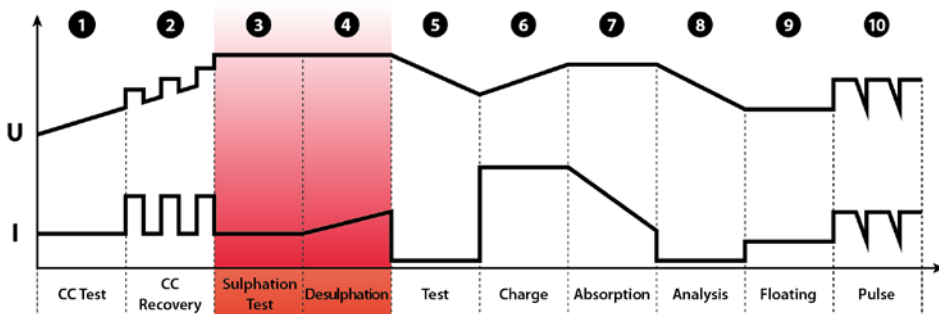 1 2 3 4 5 6 7 8 9 10
U
I
CC Test
CC
Recovery
Sulphation
Test
Desulphation
Test
Charge
Absorption
Analysis
Floating
Pulse